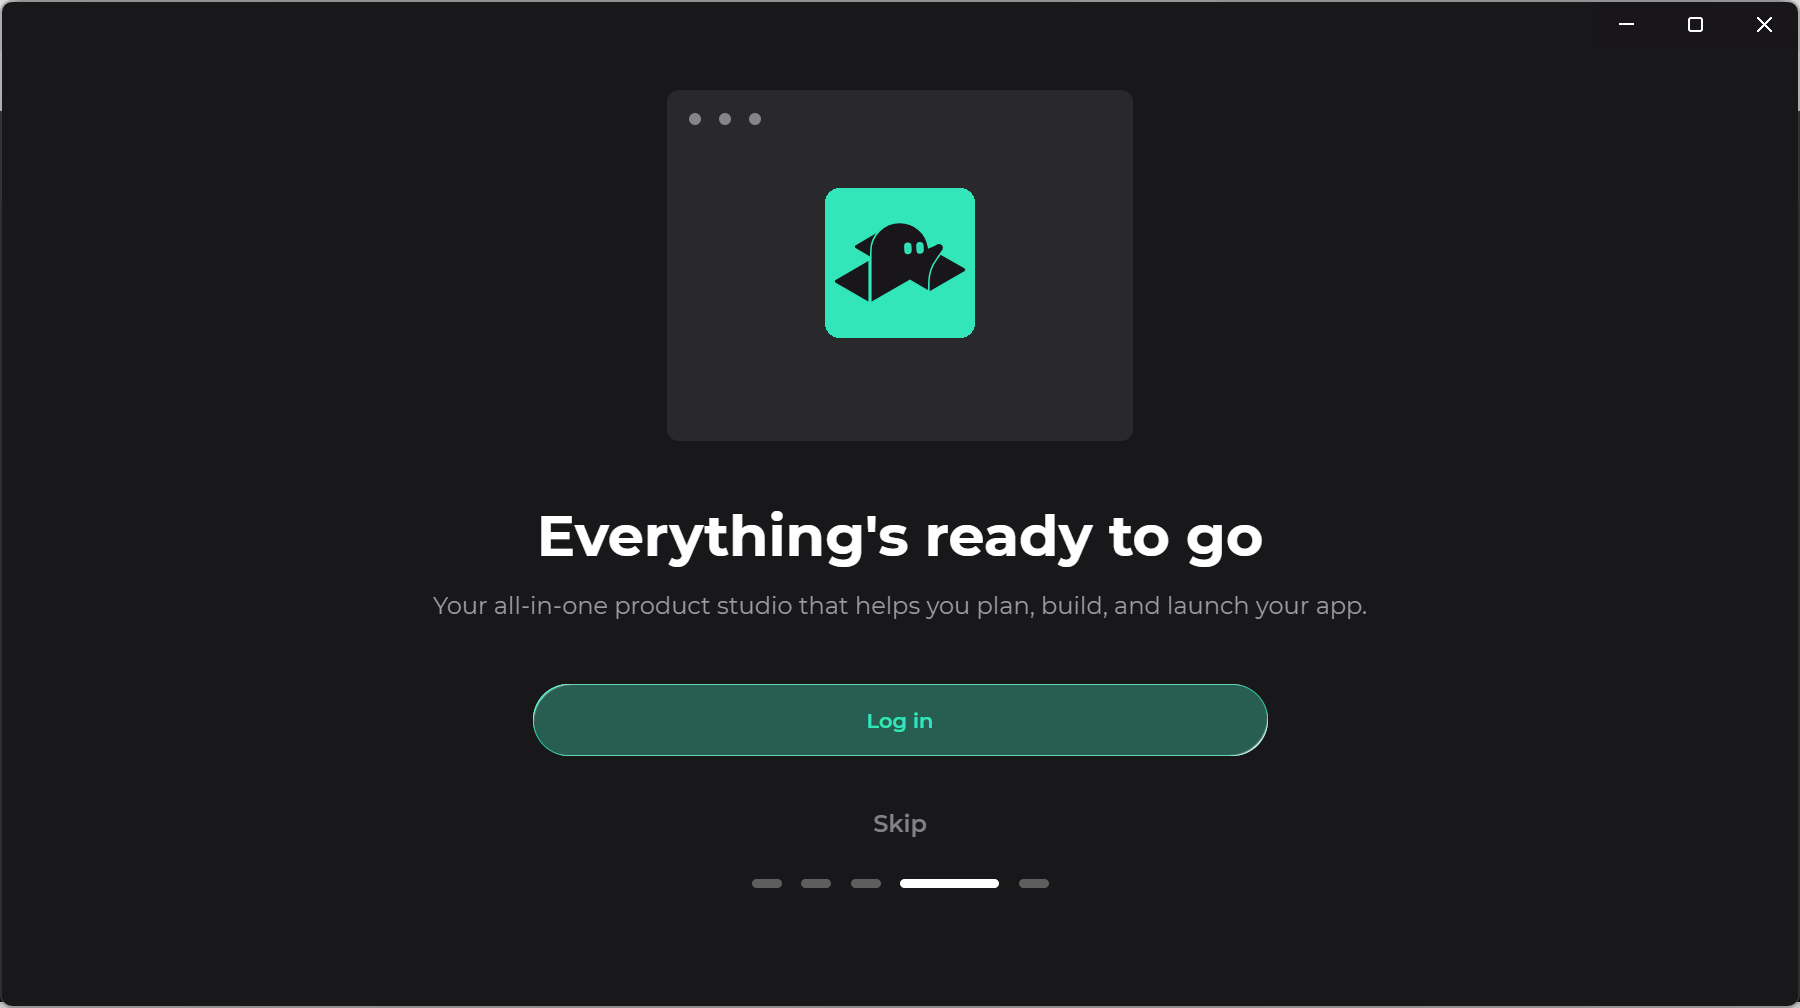 Everything's ready to go
Your all-in-one product studio that helps you plan, build, and launch your app.
Log in
Skip